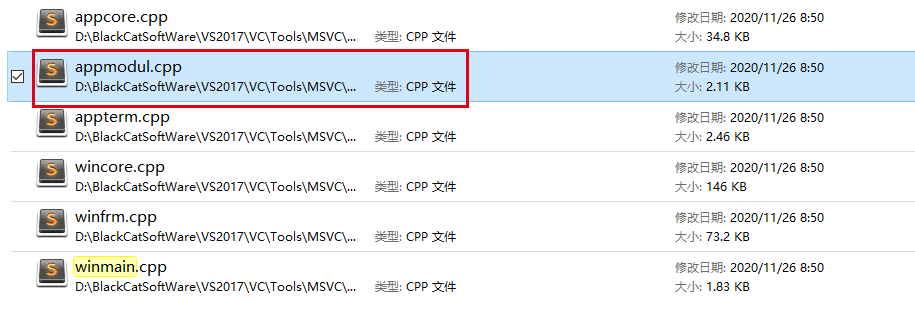 appcore.cpp 修改日期: 2020/11/26 8:50
D:\BlackCatSoftWare\VS2017\VC\Tools\MSVC\... 类型: CPP 文件 大小: 34.8 KB
appmodul.cpp 修改日期: 2020/11/26 8:50
D:\BlackCatSoftWare\VS2017\VC\Tools\MSVC\... 类型: CPP 文件 大小: 2.11 KB
appterm.cpp 修改日期: 2020/11/26 8:50
D:\BlackCatSoftWare\VS2017\VC\Tools\MSVC\... 类型: CPP 文件 大小: 2.46 KB
wincore.cpp 修改日期: 2020/11/26 8:50
D:\BlackCatSoftWare\VS2017\VC\Tools\MSVC\... 类型: CPP 文件 大小: 146 KB
winfrm.cpp 修改日期: 2020/11/26 8:50
D:\BlackCatSoftWare\VS2017\VC\Tools\MSVC\... 类型: CPP 文件 大小: 73.2 KB
winmain.cpp 修改日期: 2020/11/26 8:50
D:\BlackCatSoftWare\VS2017\VC\Tools\MSVC\... 类型: CPP 文件 大小: 1.83 KB